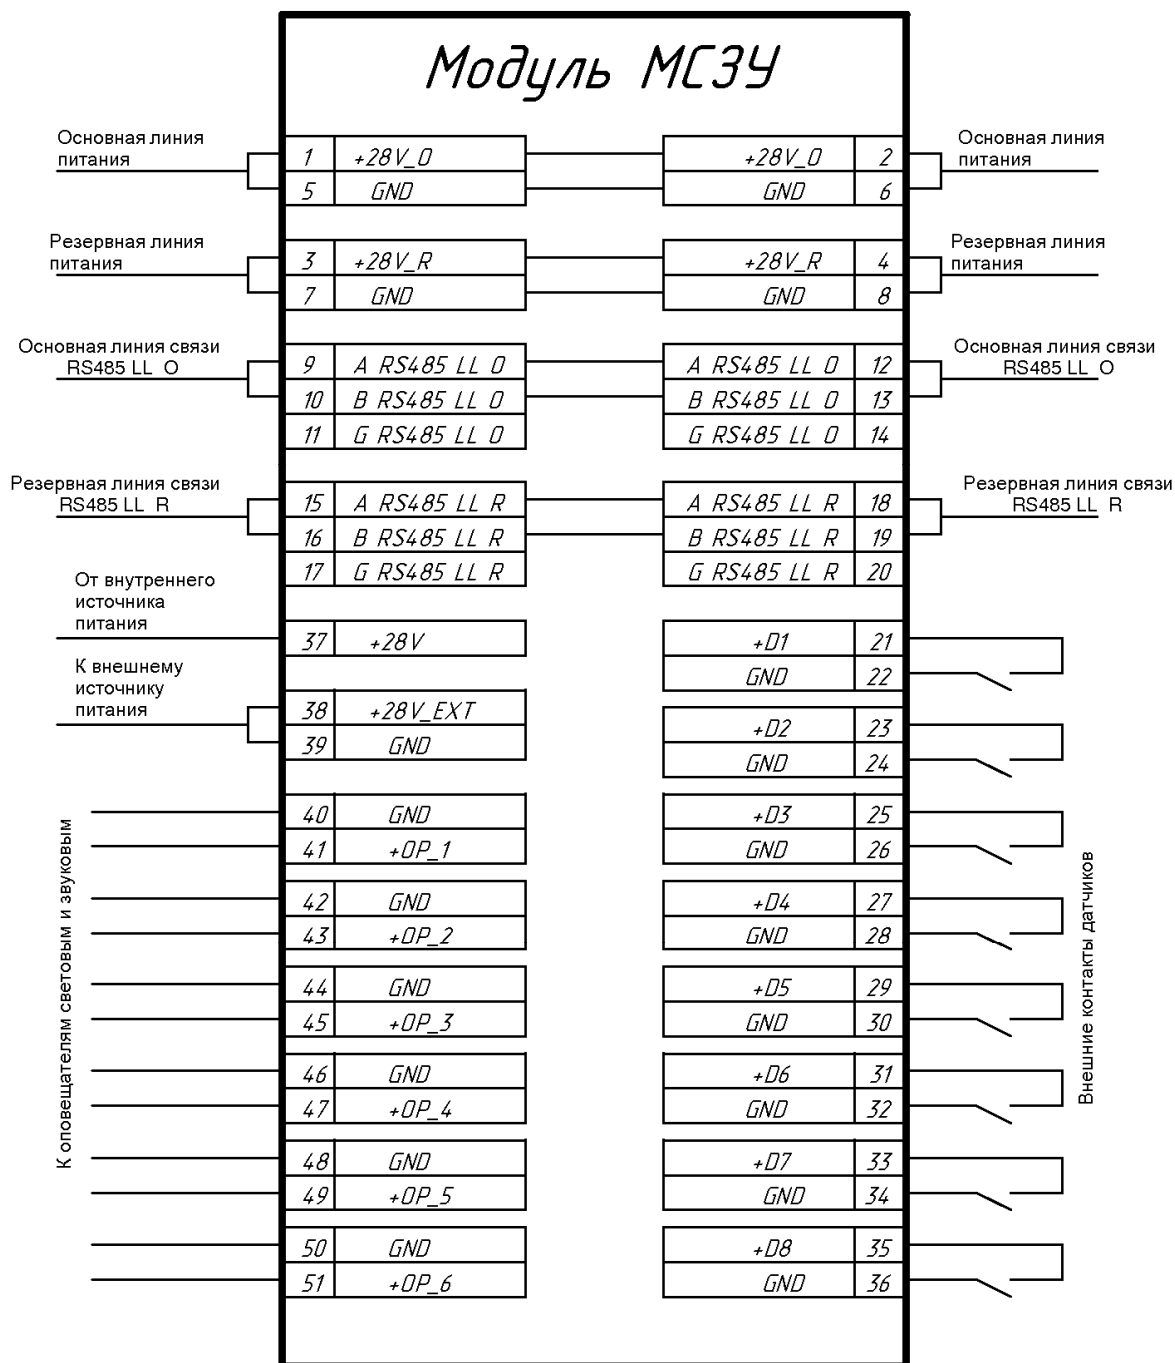 Модуль МСЗУ
Основная линия
питания
1 +28V_O
5 GND
+28V_O 2
GND 6
Основная линия
питания
Резервная линия
питания
3 +28V_R
7 GND
+28V_R 4
GND 8
Резервная линия
питания
Основная линия связи
RS485 LL O
9 A RS485 LL O
10 B RS485 LL O
11 G RS485 LL O
A RS485 LL O 12
B RS485 LL O 13
G RS485 LL O 14
Основная линия связи
RS485 LL O
Резервная линия связи
RS485 LL R
15 A RS485 LL R
16 B RS485 LL R
17 G RS485 LL R
A RS485 LL R 18
B RS485 LL R 19
G RS485 LL R 20
Резервная линия связи
RS485 LL R
От внутреннего
источника
питания
37 +28V
К внешнему
источнику
питания
38 +28V_EXT
39 GND
К оповещателям световым и звуковым
40 GND
41 +OP_1
42 GND
43 +OP_2
44 GND
45 +OP_3
46 GND
47 +OP_4
48 GND
49 +OP_5
50 GND
51 +OP_6
+D1 21
GND 22
+D2 23
GND 24
+D3 25
GND 26
+D4 27
GND 28
+D5 29
GND 30
+D6 31
GND 32
+D7 33
GND 34
+D8 35
GND 36
Внешние контакты датчиков